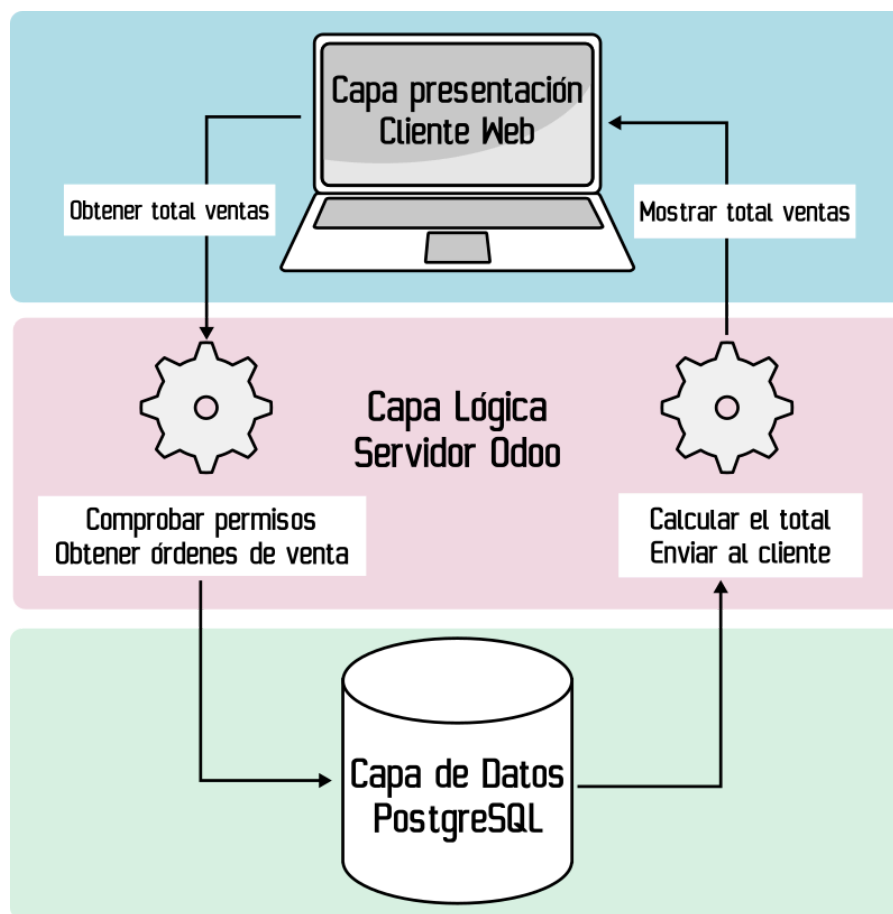 Capa presentación
Cliente Web
Obtener total ventas
Mostrar total ventas
Capa Lógica
Servidor Odoo
Comprobar permisos
Obtener órdenes de venta
Calcular el total
Enviar al cliente
Capa de Datos
PostgreSQL